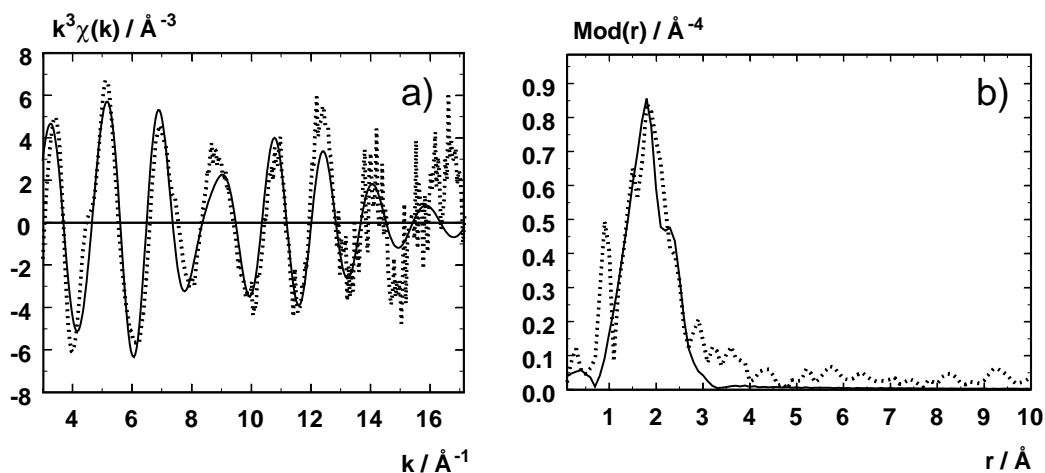 k³χ(k) / Å⁻³
8
6
4
2
0
-2
-4
-6
-8
a)
4 6 8 10 12 14 16
k / Å⁻¹
Mod(r) / Å⁻⁴
0.9
0.8
0.7
0.6
0.5
0.4
0.3
0.2
0.1
0.0
b)
1 2 3 4 5 6 7 8 9 10
r / Å